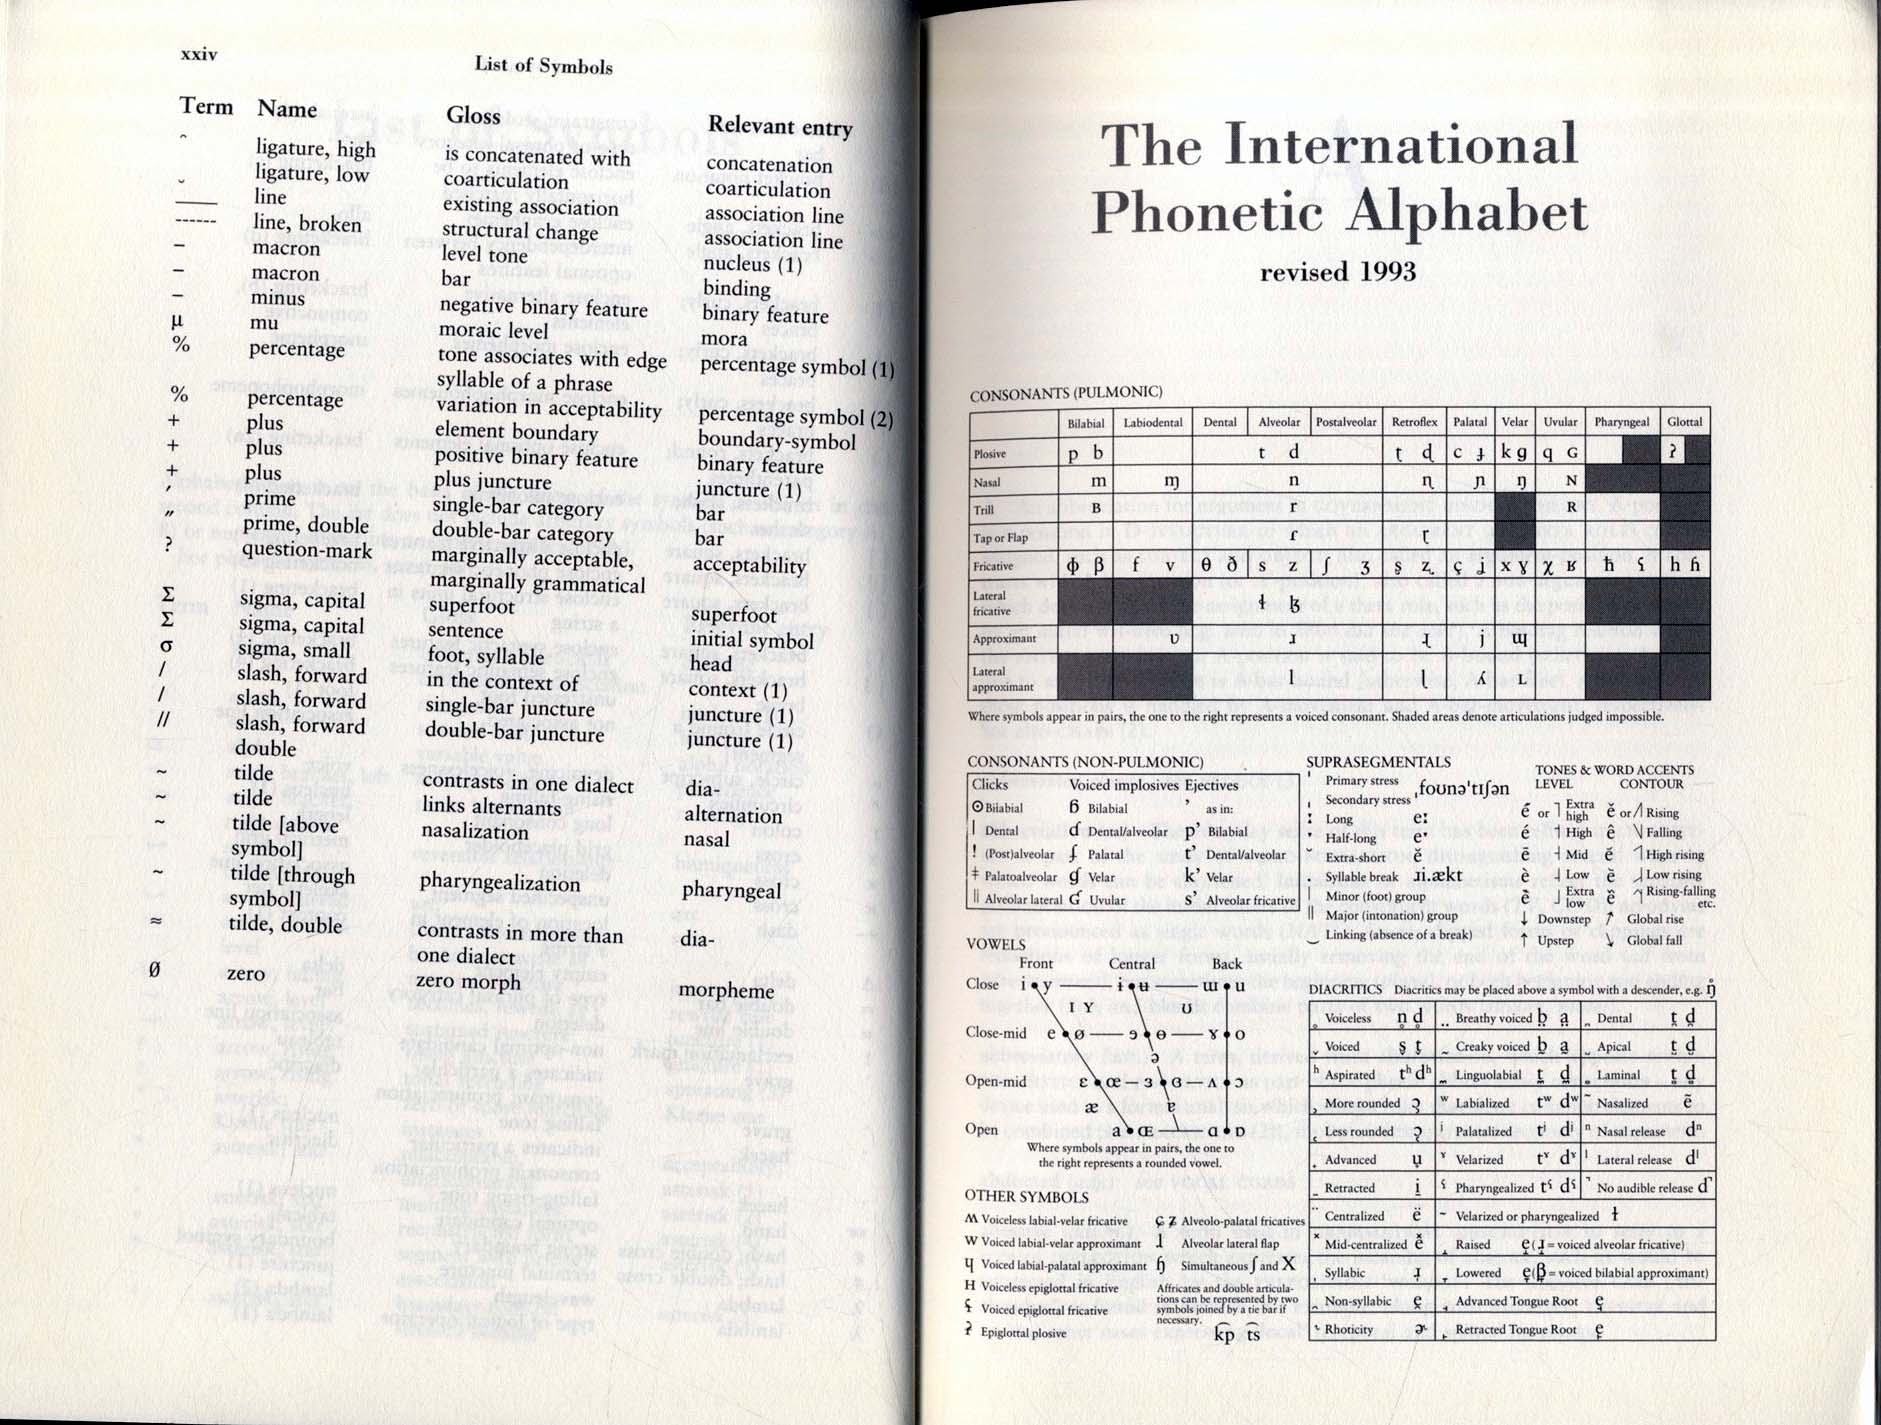 xxiv
List of Symbols
Term Name Gloss Relevant entry
⁀ ligature, high is concatenated with concatenation
‿ ligature, low coarticulation coarticulation
___ line existing association association line
------ line, broken structural change association line
– macron level tone nucleus (1)
– macron bar binding
– minus negative binary feature binary feature
μ mu moraic level mora
% percentage tone associates with edge percentage symbol (1)
syllable of a phrase
% percentage variation in acceptability percentage symbol (2)
+ plus element boundary boundary-symbol
+ plus positive binary feature binary feature
+ plus plus juncture juncture (1)
′ prime single-bar category bar
″ prime, double double-bar category bar
? question-mark marginally acceptable, acceptability
marginally grammatical
Σ sigma, capital superfoot superfoot
Σ sigma, capital sentence initial symbol
σ sigma, small foot, syllable head
/ slash, forward in the context of context (1)
/ slash, forward single-bar juncture juncture (1)
// slash, forward double-bar juncture juncture (1)
double
~ tilde contrasts in one dialect dia-
~ tilde links alternants alternation
~ tilde [above nasalization nasal
symbol]
~ tilde [through pharyngealization pharyngeal
symbol]
≈ tilde, double contrasts in more than dia-
one dialect
Ø zero zero morph morpheme
The International
Phonetic Alphabet
revised 1993
CONSONANTS (PULMONIC)
Bilabial Labiodental Dental Alveolar Postalveolar Retroflex Palatal Velar Uvular Pharyngeal Glottal
Plosive p b t d ʈ ɖ c ɟ k ɡ q ɢ ʔ
Nasal m ɱ n ɳ ɲ ŋ ɴ
Trill ʙ r ʀ
Tap or Flap ɾ ɽ
Fricative ɸ β f v θ ð s z ʃ ʒ ʂ ʐ ç ʝ x ɣ χ ʁ ħ ʕ h ɦ
Lateral
fricative ɬ ɮ
Approximant ʋ ɹ ɻ j ɰ
Lateral
approximant l ɭ ʎ ʟ
Where symbols appear in pairs, the one to the right represents a voiced consonant. Shaded areas denote articulations judged impossible.
CONSONANTS (NON-PULMONIC)
Clicks Voiced implosives Ejectives
ʘ Bilabial ɓ Bilabial ʼ as in:
ǀ Dental ɗ Dental/alveolar pʼ Bilabial
ǃ (Post)alveolar ʄ Palatal tʼ Dental/alveolar
ǂ Palatoalveolar ɠ Velar kʼ Velar
ǁ Alveolar lateral ʛ Uvular sʼ Alveolar fricative
SUPRASEGMENTALS
ˈ Primary stress ˌfoʊnəˈtɪʃən
ˌ Secondary stress
ː Long eː
ˑ Half-long eˑ
˘ Extra-short ĕ
. Syllable break ɹi.ækt
| Minor (foot) group
‖ Major (intonation) group
‿ Linking (absence of a break)
TONES & WORD ACCENTS
LEVEL CONTOUR
e̋ or ˥ Extra high ě or ˩˥ Rising
é ˦ High ê ˥˩ Falling
ē ˧ Mid e᷄ ˦˥ High rising
è ˨ Low e᷅ ˩˨ Low rising
ȅ ˩ Extra low e᷈ ˧˦˧ Rising-falling
etc.
↓ Downstep ↗ Global rise
↑ Upstep ↘ Global fall
VOWELS
Front Central Back
Close i y ɨ ʉ ɯ u
ɪ ʏ ʊ
Close-mid e ø ɘ ɵ ɤ o
ə
Open-mid ɛ œ ɜ ɞ ʌ ɔ
æ ɐ
Open a ɶ ɑ ɒ
Where symbols appear in pairs, the one to
the right represents a rounded vowel.
OTHER SYMBOLS
ʍ Voiceless labial-velar fricative ɕ ʑ Alveolo-palatal fricatives
w Voiced labial-velar approximant ɺ Alveolar lateral flap
ɥ Voiced labial-palatal approximant ɧ Simultaneous ʃ and X
ʜ Voiceless epiglottal fricative
ʢ Voiced epiglottal fricative
ʡ Epiglottal plosive
Affricates and double articula-
tions can be represented by two
symbols joined by a tie bar if
necessary.
k͡p t͡s
DIACRITICS Diacritics may be placed above a symbol with a descender, e.g. ŋ̊
̥ Voiceless n̥ d̥ ̤ Breathy voiced b̤ a̤ ̪ Dental t̪ d̪
̬ Voiced s̬ t̬ ̰ Creaky voiced b̰ a̰ ̺ Apical t̺ d̺
ʰ Aspirated tʰ dʰ ̼ Linguolabial t̼ d̼ ̻ Laminal t̻ d̻
̹ More rounded ɔ̹ ʷ Labialized tʷ dʷ ̃ Nasalized ẽ
̜ Less rounded ɔ̜ ʲ Palatalized tʲ dʲ ⁿ Nasal release dⁿ
̟ Advanced u̟ ˠ Velarized tˠ dˠ ˡ Lateral release dˡ
̠ Retracted i̠ ˤ Pharyngealized tˤ dˤ ̚ No audible release d̚
̈ Centralized ë ̴ Velarized or pharyngealized ɫ
̽ Mid-centralized e̽ ̝ Raised e̝ (ɹ̝ = voiced alveolar fricative)
̩ Syllabic ɹ̩ ̞ Lowered e̞ (β̞ = voiced bilabial approximant)
̯ Non-syllabic e̯ ̘ Advanced Tongue Root e̘
˞ Rhoticity ɚ ̙ Retracted Tongue Root e̙